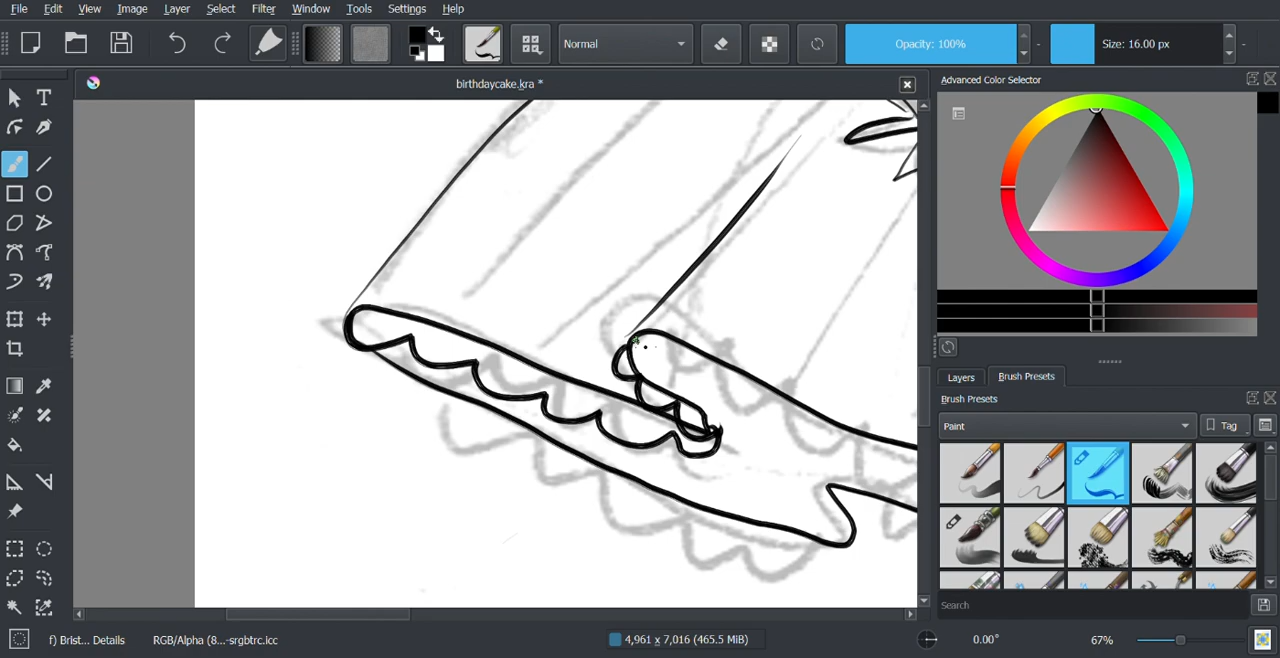 File Edit View Image Layer Select Filter Window Tools Settings Help
Normal Opacity: 100% Size: 16.00 px
birthdaycake.kra *
Advanced Color Selector
Layers Brush Presets
Brush Presets
Paint Tag
Search
f) Brist... Details RGB/Alpha (8...-srgbtrc.icc 4,961 x 7,016 (465.5 MiB) 0.00° 67%